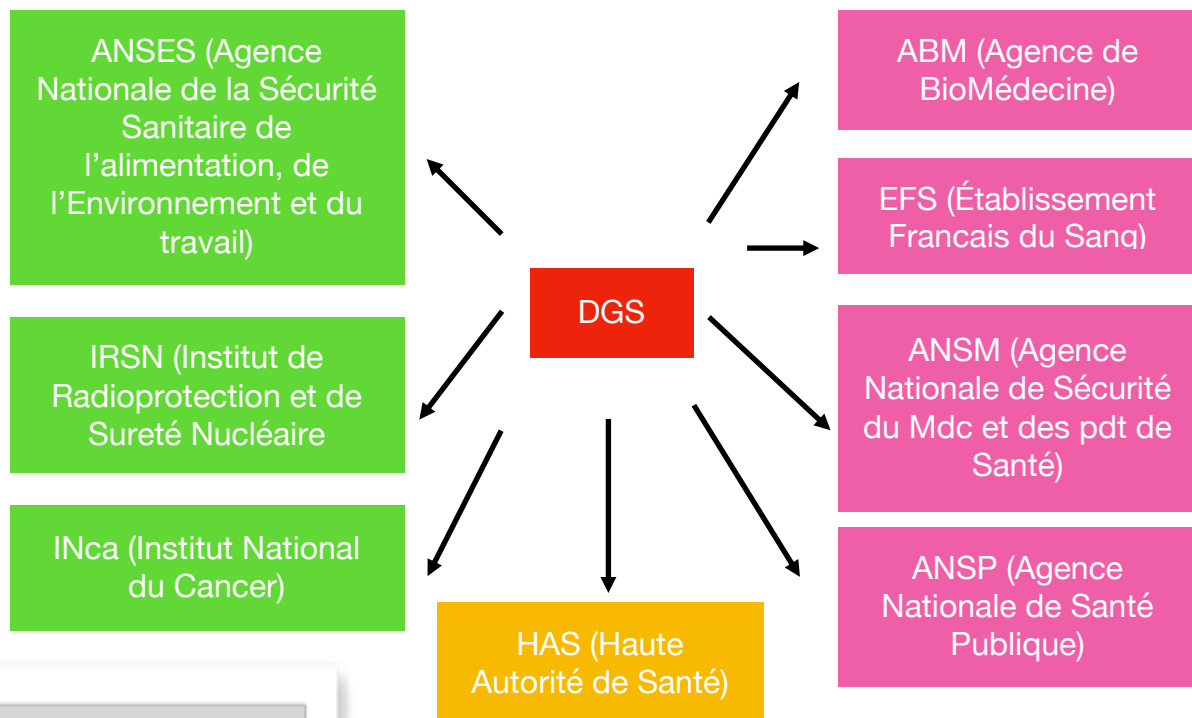 ANSES (Agence
Nationale de la Sécurité
Sanitaire de
l'alimentation, de
l'Environnement et du
travail)
IRSN (Institut de
Radioprotection et de
Sureté Nucléaire
INca (Institut National
du Cancer)
DGS
HAS (Haute
Autorité de Santé)
ABM (Agence de
BioMédecine)
EFS (Établissement
Français du Sang)
ANSM (Agence
Nationale de Sécurité
du Mdc et des pdt de
Santé)
ANSP (Agence
Nationale de Santé
Publique)